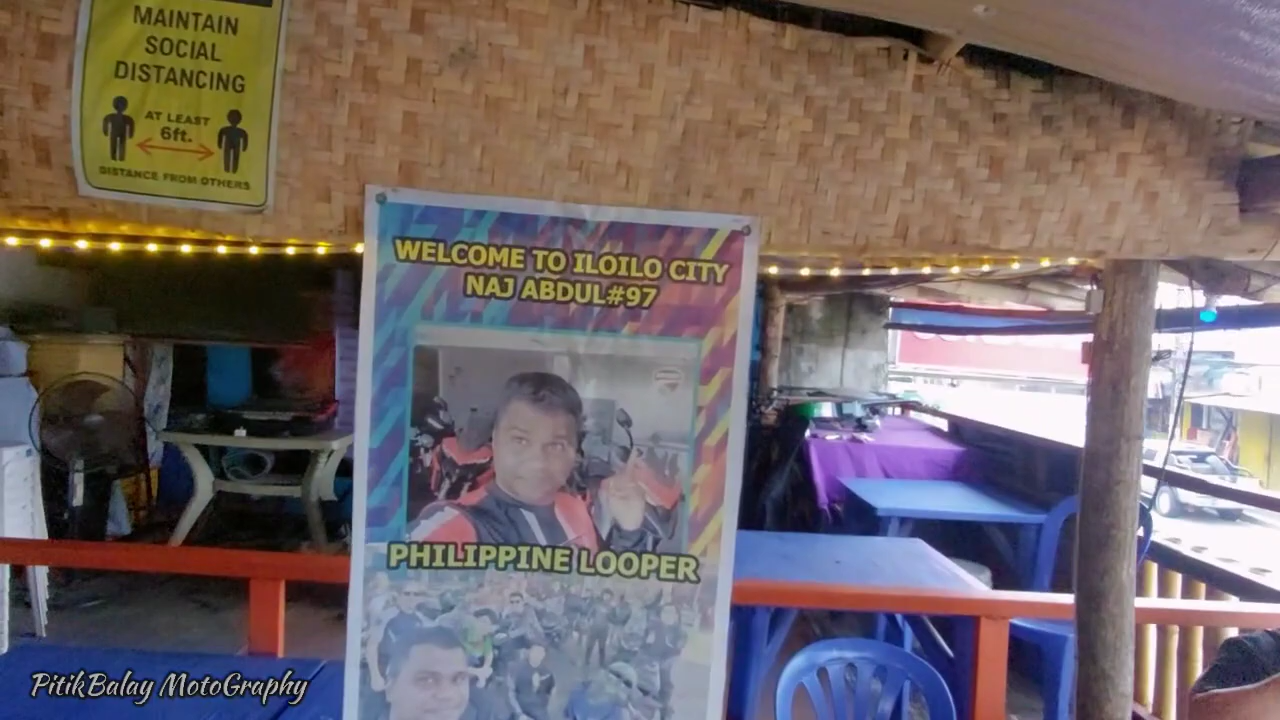 MAINTAIN
SOCIAL
DISTANCING
AT LEAST
6ft.
DISTANCE FROM OTHERS
WELCOME TO ILOILO CITY
NAJ ABDUL#97
PHILIPPINE LOOPER
PitikBalay MotoGraphy